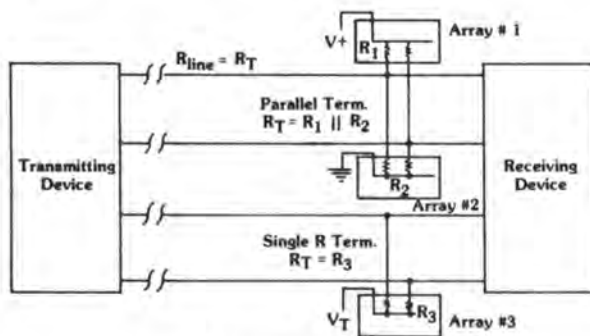 Array # 1
V+
R1
Rline = RT
Parallel Term.
RT = R1 || R2
Transmitting
Device
Receiving
Device
R2
Array #2
Single R Term.
RT = R3
VT
R3
Array #3